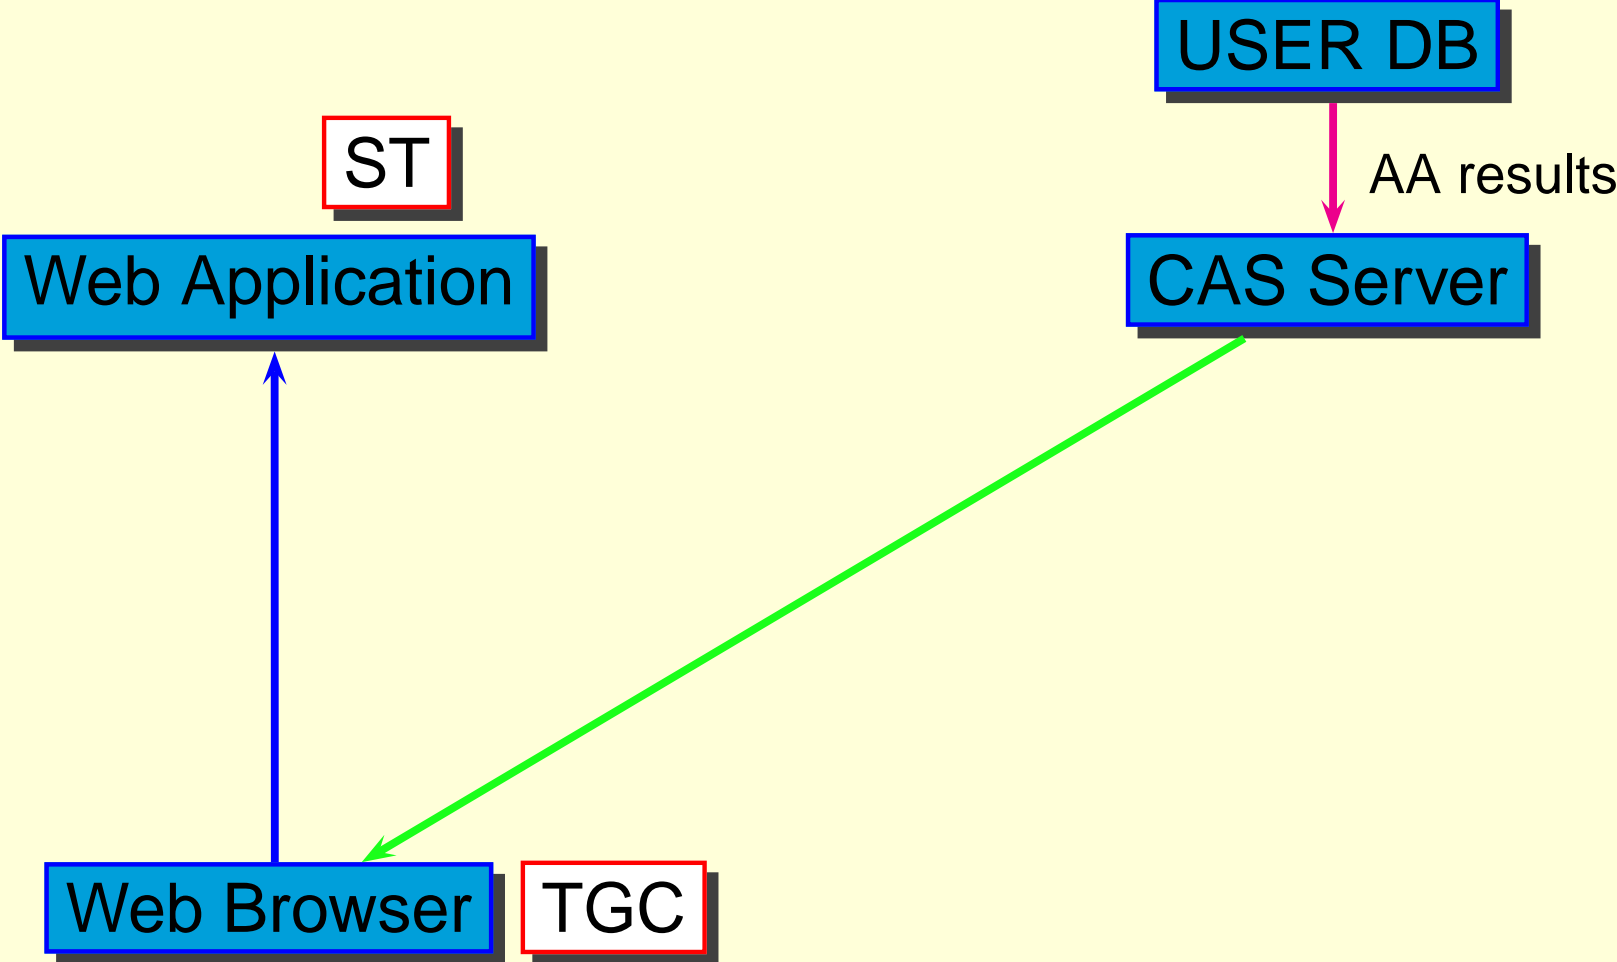 USER DB
ST
AA results
Web Application
CAS Server
Web Browser
TGC